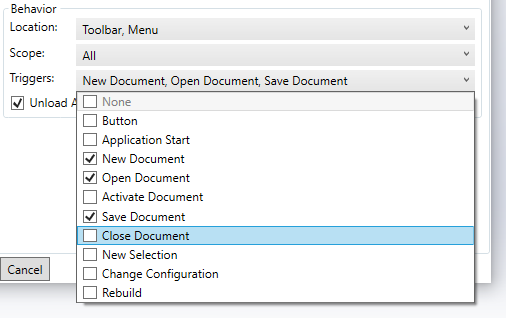 Behavior
Location:
Toolbar, Menu
Scope:
All
Triggers:
New Document, Open Document, Save Document
Unload A
None
Button
Application Start
New Document
Open Document
Activate Document
Save Document
Close Document
New Selection
Change Configuration
Rebuild
Cancel